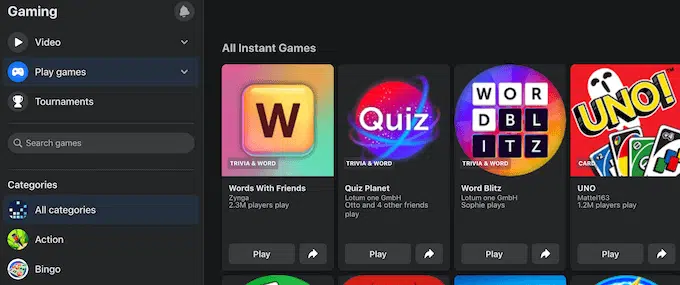 Gaming
Video
Play games
Tournaments
Search games
Categories
All categories
Action
Bingo
All Instant Games
W
TRIVIA & WORD
Words With Friends
Zynga
2.3M players play
Play
Quiz
TRIVIA & WORD
Quiz Planet
Lotum one GmbH
Otto and 4 other friends
play
Play
WOR
DBL
ITZ
TRIVIA & WORD
Word Blitz
Lotum one GmbH
Sophie plays
Play
UNO!
CARD
UNO
Mattel163
1.2M players play
Play